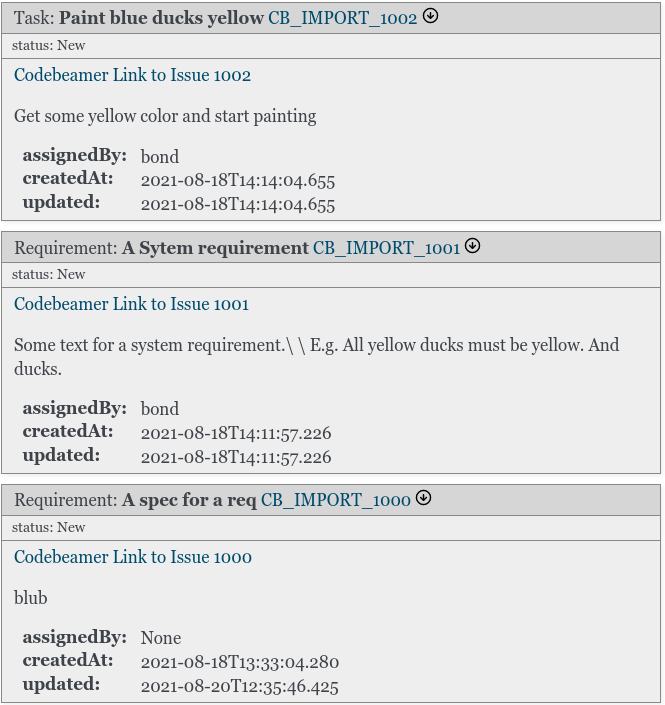 Task: Paint blue ducks yellow CB_IMPORT_1002
status: New
Codebeamer Link to Issue 1002
Get some yellow color and start painting
assignedBy: bond
createdAt: 2021-08-18T14:14:04.655
updated: 2021-08-18T14:14:04.655
Requirement: A Sytem requirement CB_IMPORT_1001
status: New
Codebeamer Link to Issue 1001
Some text for a system requirement.\ \ E.g. All yellow ducks must be yellow. And
ducks.
assignedBy: bond
createdAt: 2021-08-18T14:11:57.226
updated: 2021-08-18T14:11:57.226
Requirement: A spec for a req CB_IMPORT_1000
status: New
Codebeamer Link to Issue 1000
blub
assignedBy: None
createdAt: 2021-08-18T13:33:04.280
updated: 2021-08-20T12:35:46.425